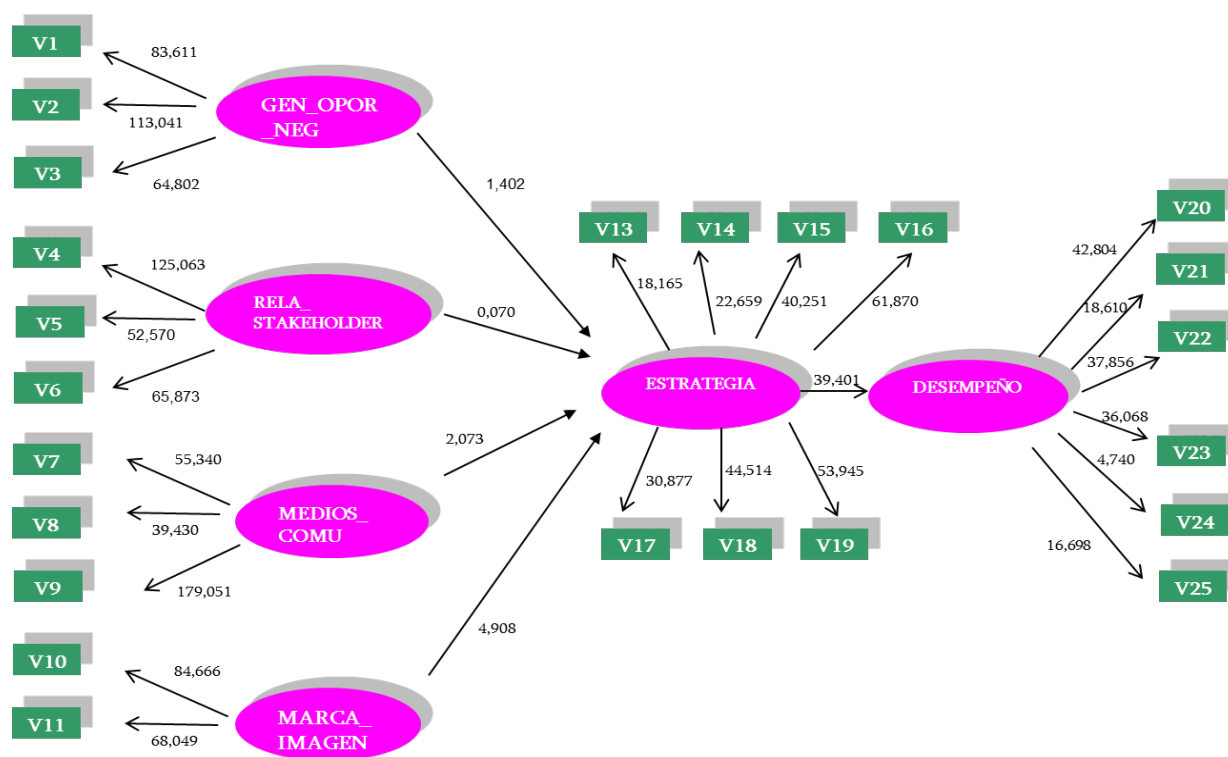 V1
83,611
V2
113,041
V3
64,802
GEN_OPOR
_NEG
1,402
V4
125,063
V5
52,570
V6
65,873
RELA_
STAKEHOLDER
0,070
V7
55,340
V8
39,430
V9
179,051
MEDIOS_
COMU
2,073
V10
84,666
V11
68,049
MARCA_
IMAGEN
4,908
V13
V14
V15
V16
18,165
22,659
40,251
61,870
ESTRATEGIA
39,401
30,877
44,514
53,945
V17
V18
V19
DESEMPEÑO
V20
42,804
V21
18,610
V22
37,856
V23
36,068
V24
4,740
V25
16,698